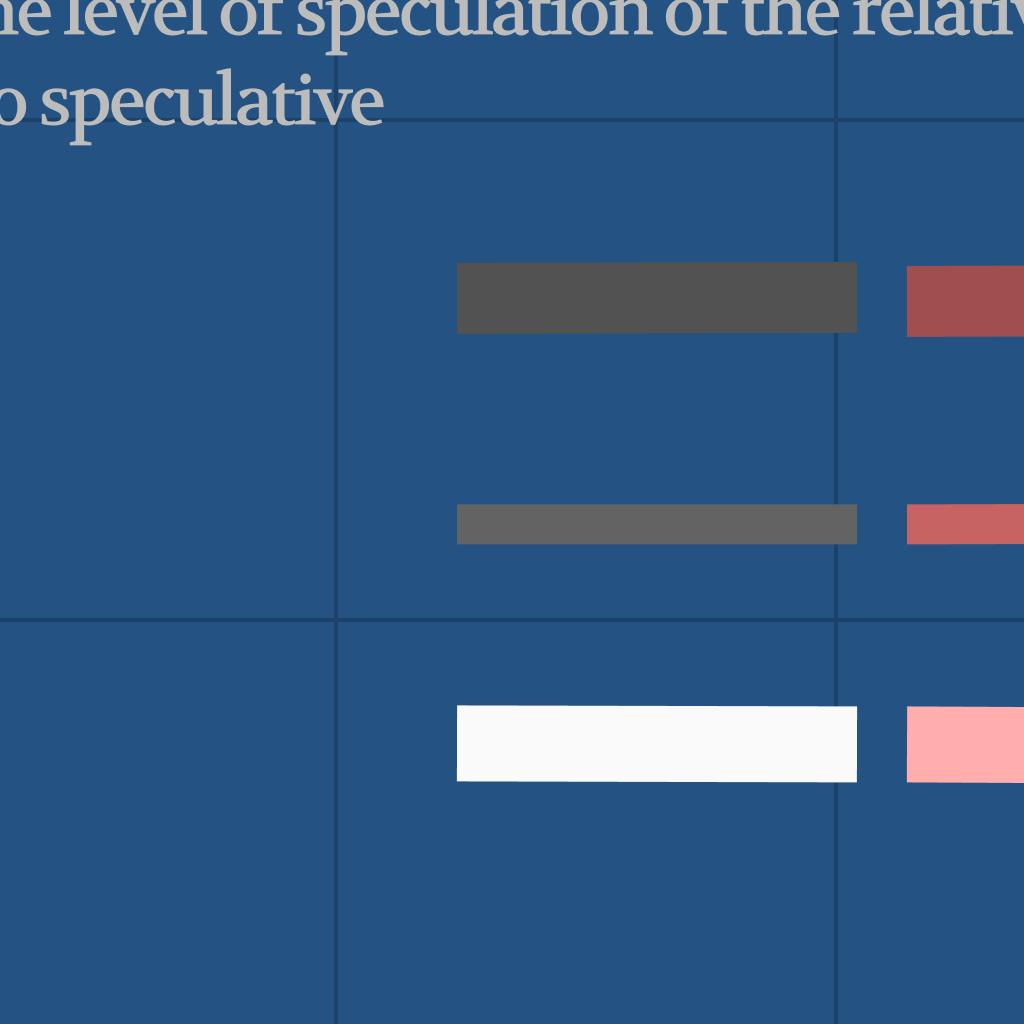 level of speculation of the
speculative